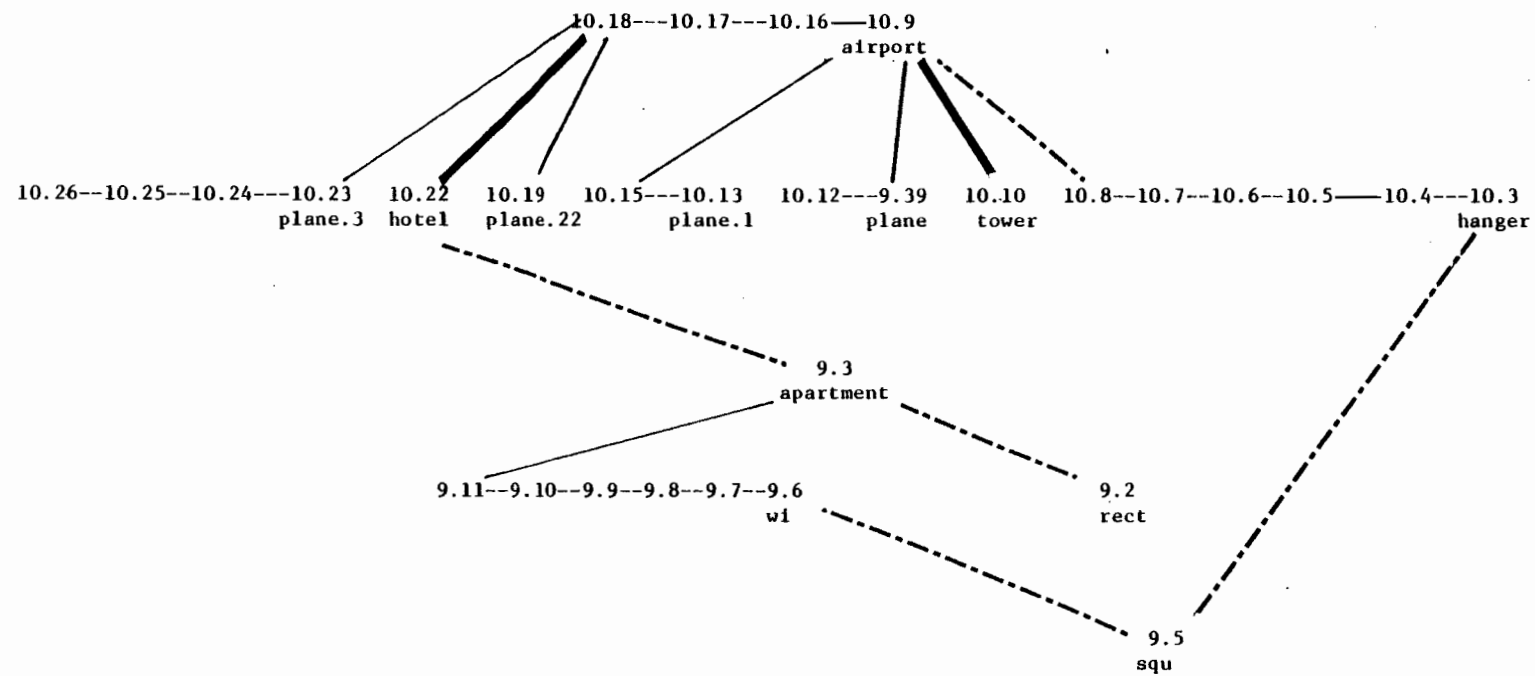 10.18---10.17---10.16——10.9
airport
10.26--10.25--10.24---10.23 10.22 10.19 10.15---10.13 10.12---9.39 10.10 10.8--10.7--10.6--10.5——10.4---10.3
plane.3 hotel plane.22 plane.1 plane tower hanger
9.3
apartment
9.11--9.10--9.9--9.8--9.7--9.6 9.2
wi rect
9.5
squ